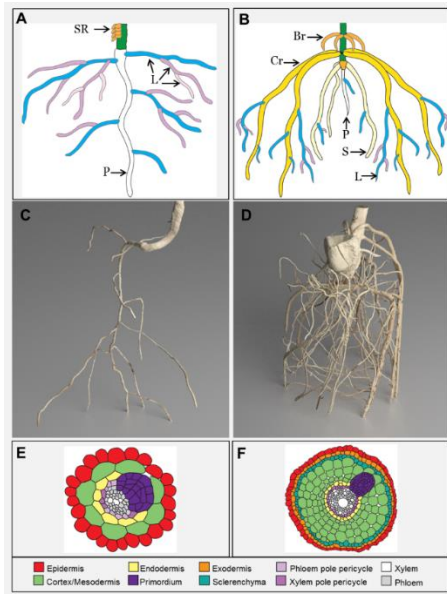 A
SR
L
P
B
Br
Cr
P
S
L
C
D
E
F
Epidermis Endodermis Exodermis Phloem pole pericycle Xylem
Cortex/Mesodermis Primordium Sclerenchyma Xylem pole pericycle Phloem